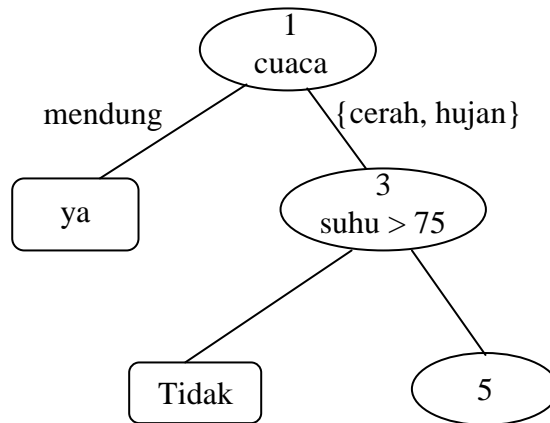 1
cuaca
mendung
{cerah, hujan}
ya
3
suhu > 75
Tidak
5